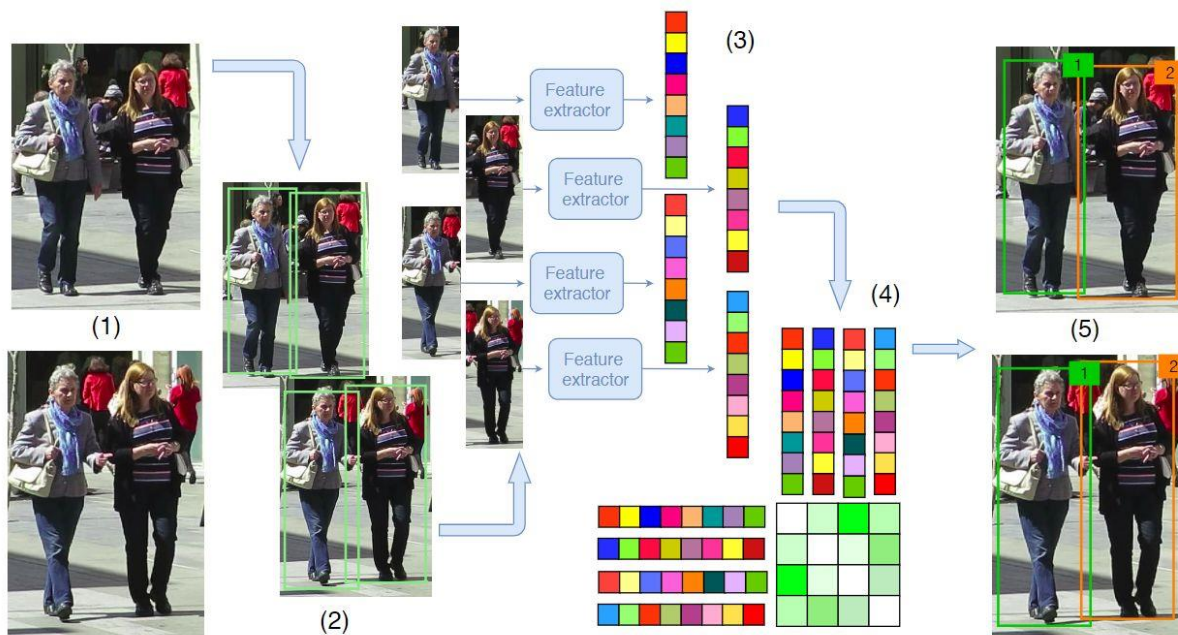 (1)
(2)
Feature
extractor
Feature
extractor
Feature
extractor
Feature
extractor
(3)
(4)
1
2
(5)
1
2